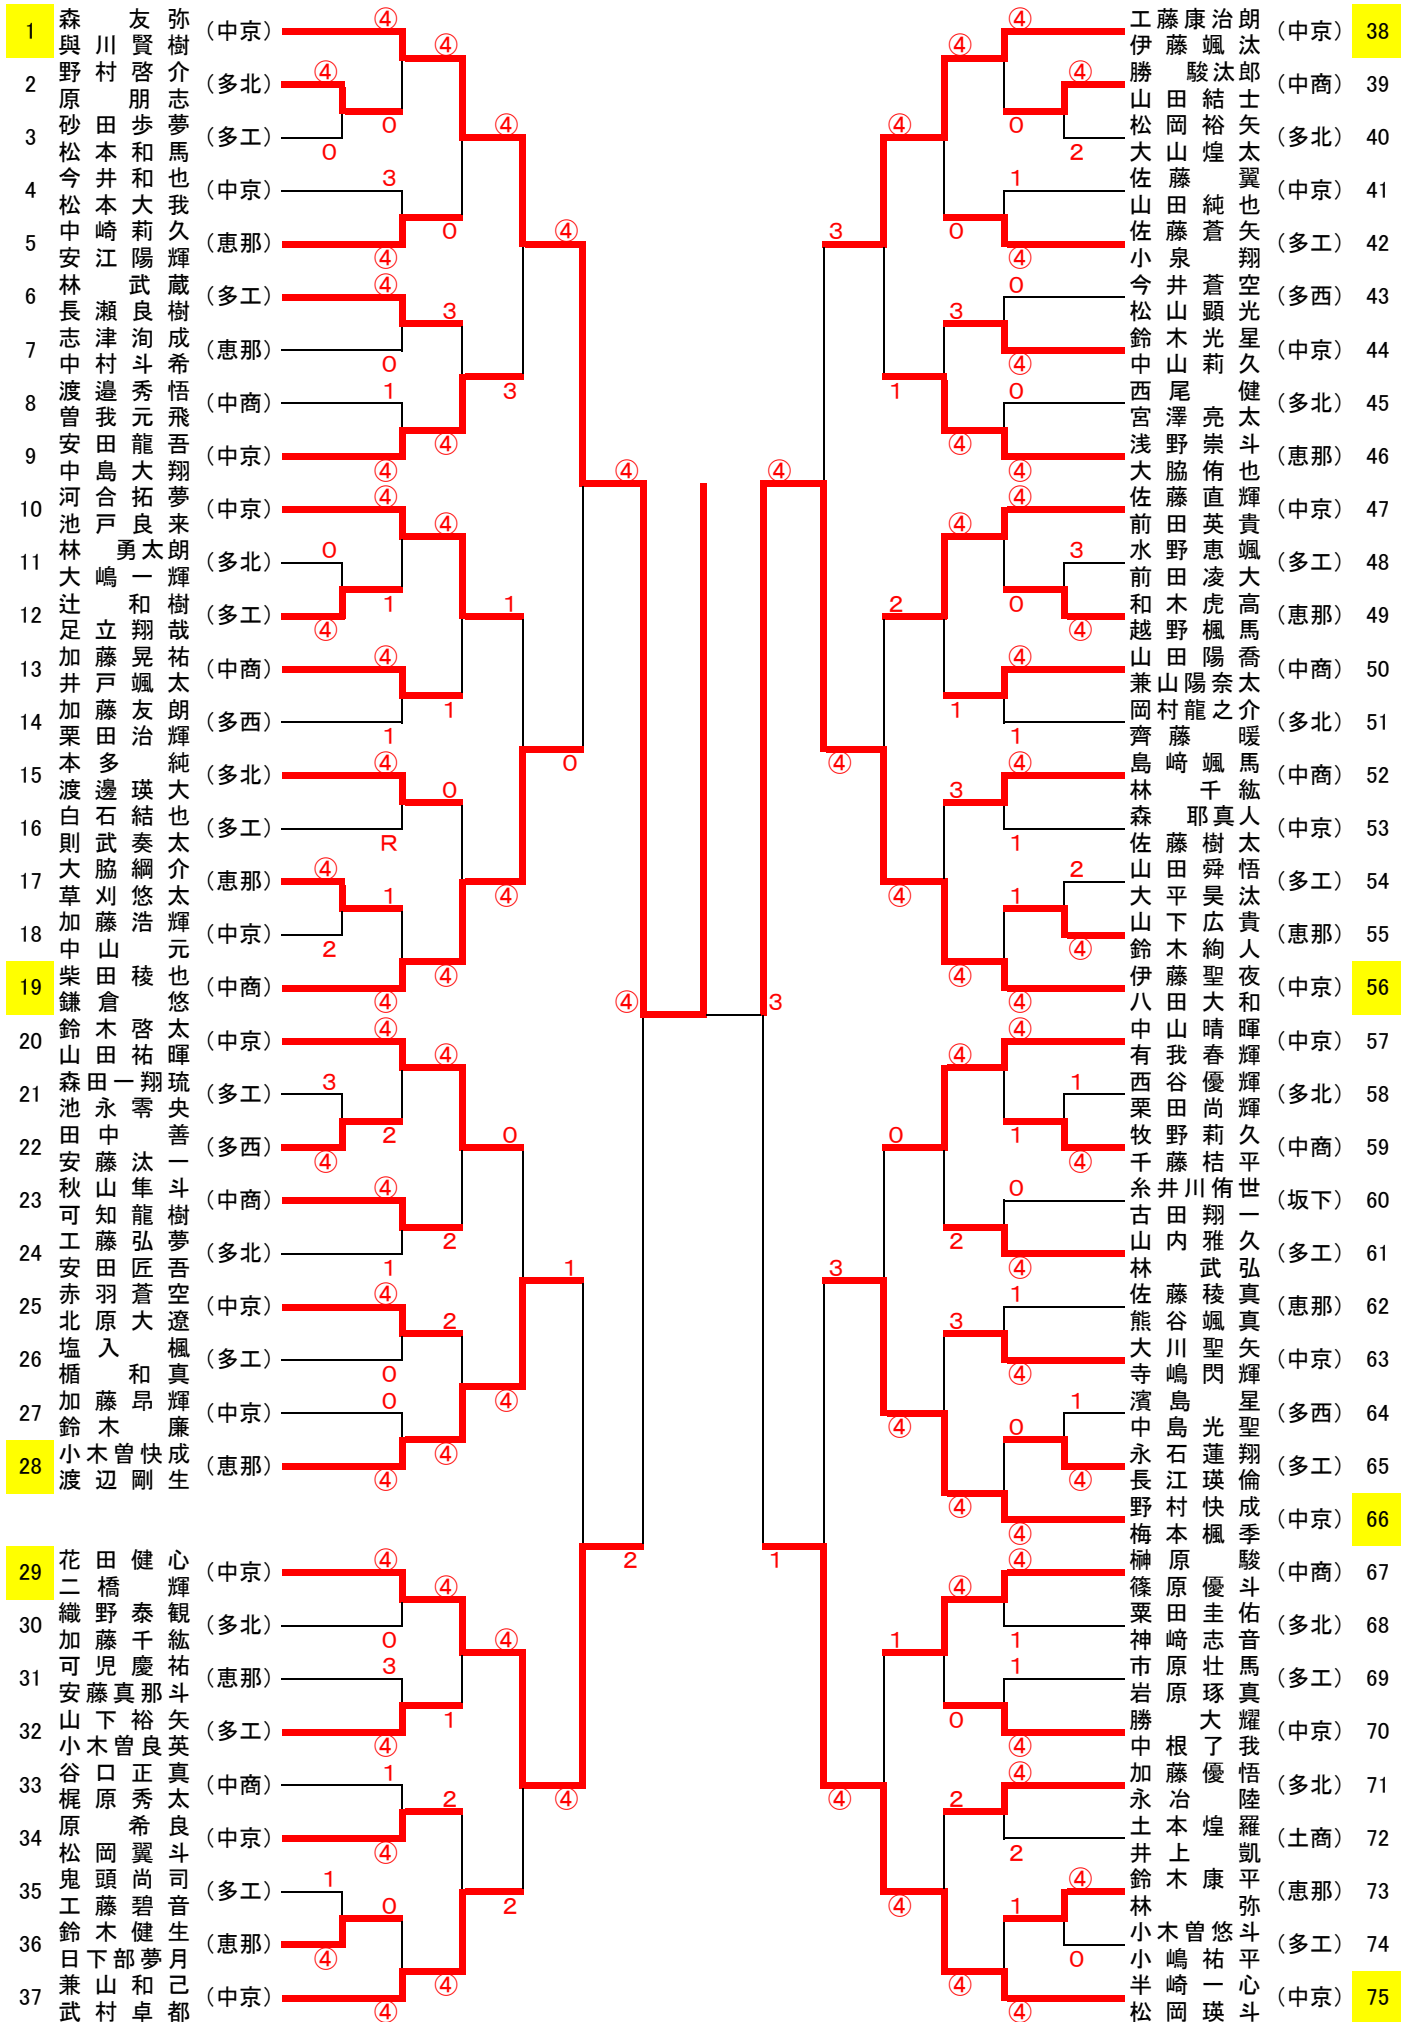 1 森 友弥 與川賢樹 (中京)
2 野村啓介 原 朋志 (多北)
3 砂田歩夢 松本和馬 (多工)
4 今井和也 松本大我 (中京)
5 中崎莉久 安江陽輝 (恵那)
6 林 武蔵 長瀬良樹 (多工)
7 志津洵成 中村斗希 (恵那)
8 渡邉秀悟 曽我元飛 (中商)
9 安田龍吾 中島大翔 (中京)
10 河合拓夢 池戸良来 (中京)
11 林 勇太朗 大嶋一輝 (多北)
12 辻 和樹 足立翔哉 (多工)
13 加藤晃祐 井戸颯太 (中商)
14 加藤友朗 栗田治輝 (多西)
15 本多純 渡邊瑛大 (多北)
16 白石結也 則武奏太 (多工)
17 大脇綱介 草刈悠太 (恵那)
18 加藤浩輝 中山元 (中京)
19 柴田稜也 鎌倉悠 (中商)
20 鈴木啓太 山田祐暉 (中京)
21 森田一翔琉 池永零央 (多工)
22 田中善 安藤汰一 (多西)
23 秋山隼斗 可知龍樹 (中商)
24 工藤弘夢 安田匠吾 (多北)
25 赤羽蒼空 北原大遼 (中京)
26 塩入楓 楯 和真 (多工)
27 加藤昂輝 鈴木廉 (中京)
28 小木曽快成 渡辺剛生 (恵那)
29 花田健心 二橋輝 (中京)
30 織野泰観 加藤千紘 (多北)
31 可児慶祐 安藤真那斗 (恵那)
32 山下裕矢 小木曽良英 (多工)
33 谷口正真 梶原秀太 (中商)
34 原 希良 松岡翼斗 (中京)
35 鬼頭尚司 工藤碧音 (多工)
36 鈴木健生 日下部夢月 (恵那)
37 兼山和己 武村卓都 (中京)
工藤康治朗 伊藤颯汰 (中京) 38
勝 駿汰郎 山田結士 (中商) 39
松岡裕矢 大山煌太 (多北) 40
佐藤翼 山田純也 (中京) 41
佐藤蒼矢 小泉翔 (多工) 42
今井蒼空 松山顕光 (多西) 43
鈴木光星 中山莉久 (中京) 44
西尾健 宮澤亮太 (多北) 45
浅野崇斗 大脇侑也 (恵那) 46
佐藤直輝 前田英貴 (中京) 47
水野恵颯 前田凌大 (多工) 48
和木虎高 越野楓馬 (恵那) 49
山田陽喬 兼山陽奈太 (中商) 50
岡村龍之介 齊藤暖 (多北) 51
島﨑颯馬 林 千紘 (中商) 52
森 耶真人 佐藤樹太 (中京) 53
山田舜悟 大平昊汰 (多工) 54
山下広貴 鈴木絢人 (恵那) 55
伊藤聖夜 八田大和 (中京) 56
中山晴暉 有我春輝 (中京) 57
西谷優輝 栗田尚輝 (多北) 58
牧野莉久 千藤桔平 (中商) 59
糸井川侑世 古田翔一 (坂下) 60
山内雅久 林 武弘 (多工) 61
佐藤稜真 熊谷颯真 (恵那) 62
大川聖矢 寺嶋閃輝 (中京) 63
濱島星 中島光聖 (多西) 64
永石蓮翔 長江瑛倫 (多工) 65
野村快成 梅本楓季 (中京) 66
榊原駿 篠原優斗 (中商) 67
粟田圭佑 神﨑志音 (多北) 68
市原壮馬 岩原琢真 (多工) 69
勝 大耀 中根了我 (中京) 70
加藤優悟 永冶陸 (多北) 71
土本煌羅 井上凱 (土商) 72
鈴木康平 林 弥 (恵那) 73
小木曽悠斗 小嶋祐平 (多工) 74
半崎一心 松岡瑛斗 (中京) 75